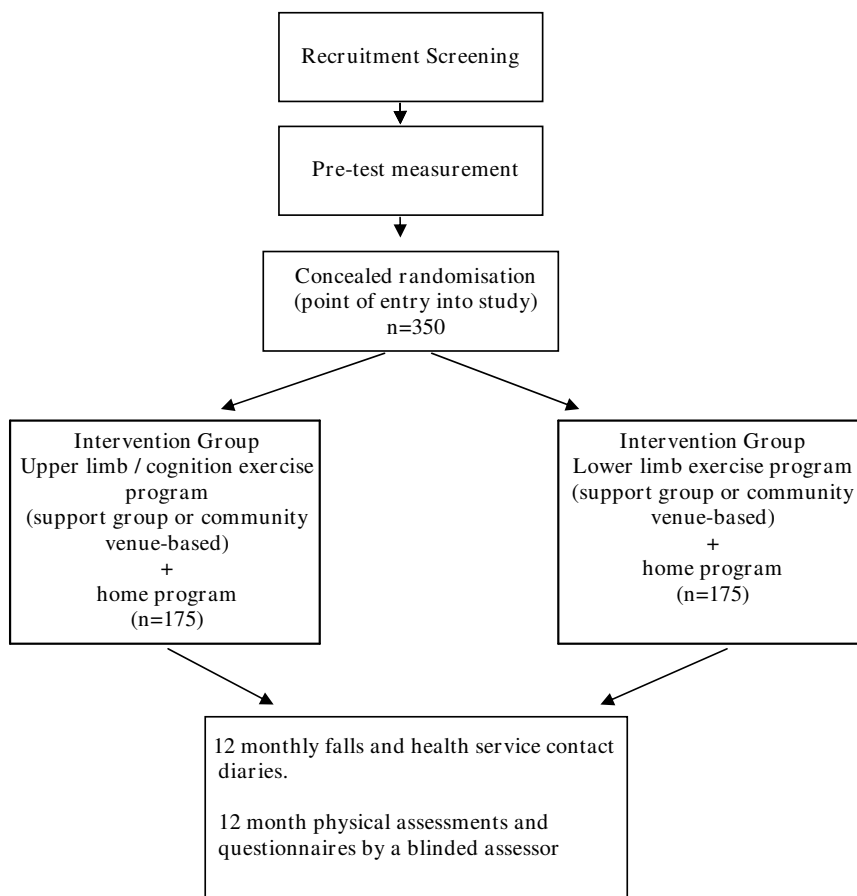 Recruitment Screening
Pre-test measurement
Concealed randomisation
(point of entry into study)
n=350
Intervention Group
Upper limb / cognition exercise
program
(support group or community
venue-based)
+
home program
(n=175)
Intervention Group
Lower limb exercise program
(support group or community
venue-based)
+
home program
(n=175)
12 monthly falls and health service contact
diaries.
12 month physical assessments and
questionnaires by a blinded assessor